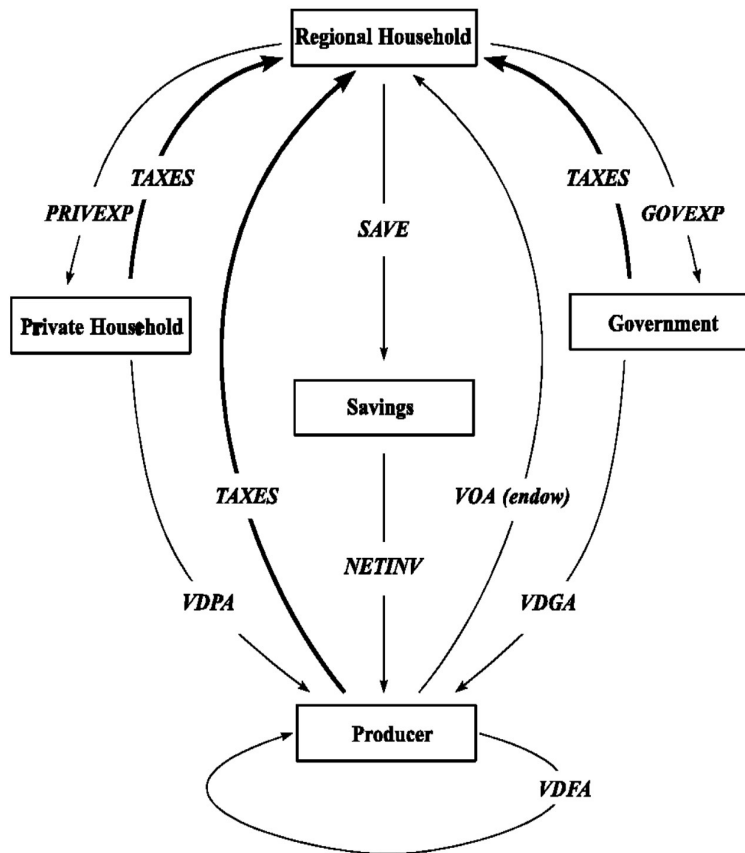 Regional Household
TAXES
TAXES
PRIVEXP
SAVE
GOVEXP
Private Household
Government
Savings
TAXES
VOA (endow)
NETINV
VDPA
VDGA
Producer
VDFA